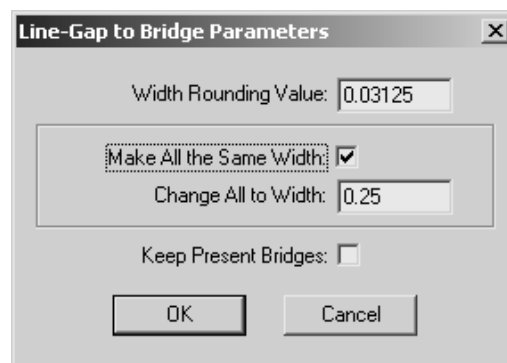 Line-Gap to Bridge Parameters
Width Rounding Value: 0.03125
Make All the Same Width:
Change All to Width: 0.25
Keep Present Bridges:
OK Cancel